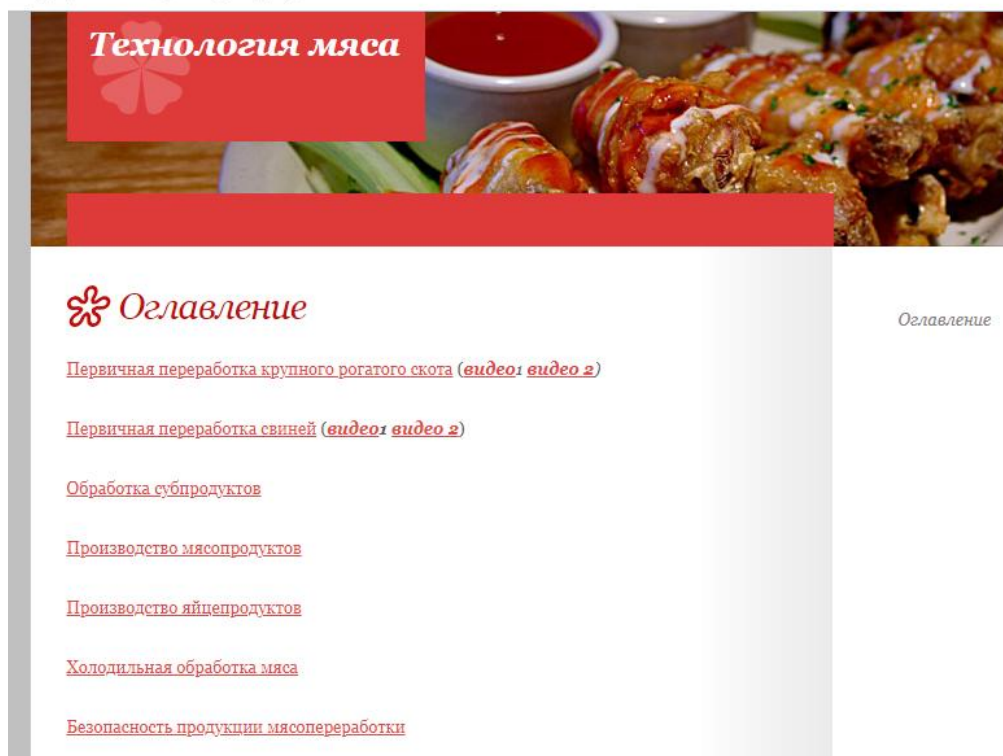 Технология мяса
Оглавление
Оглавление
Первичная переработка крупного рогатого скота (видео1 видео 2)
Первичная переработка свиней (видео1 видео 2)
Обработка субпродуктов
Производство мясопродуктов
Производство яйцепродуктов
Холодильная обработка мяса
Безопасность продукции мясопереработки